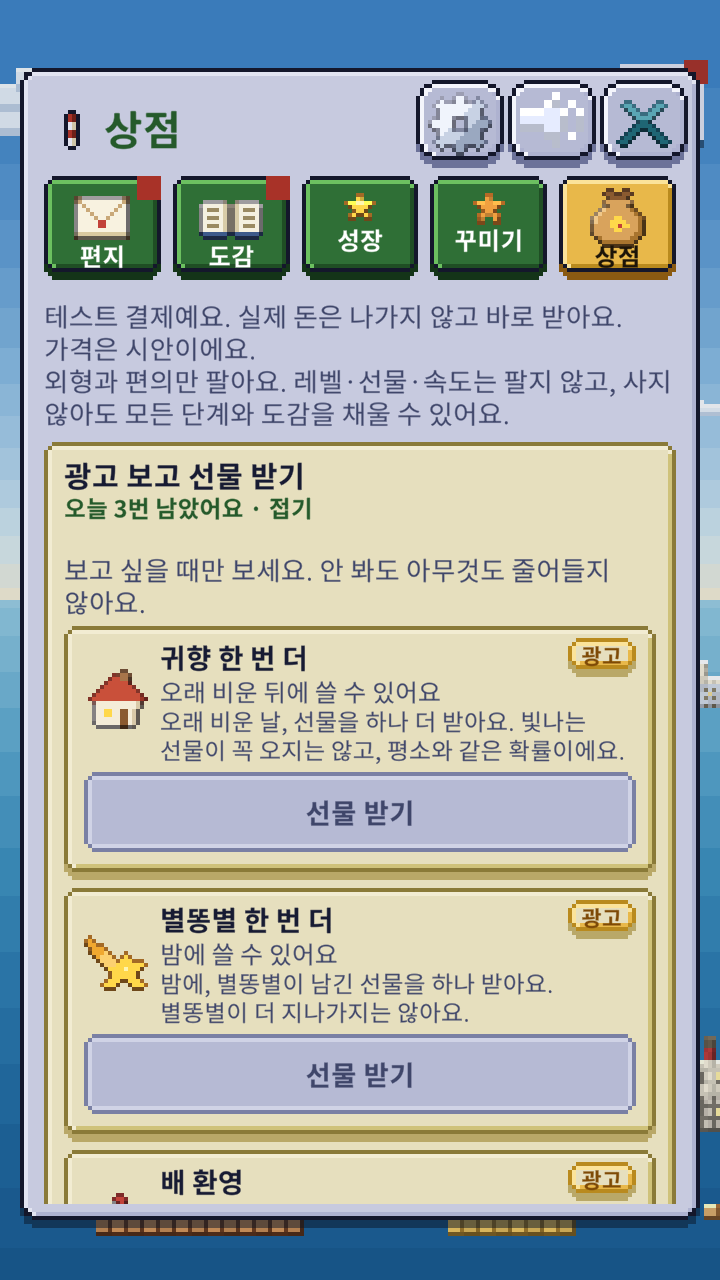 상점
편지
도감
성장
꾸미기
상점
테스트 결제예요. 실제 돈은 나가지 않고 바로 받아요.
가격은 시안이에요.
외형과 편의만 팔아요. 레벨·선물·속도는 팔지 않고, 사지
않아도 모든 단계와 도감을 채울 수 있어요.
광고 보고 선물 받기
오늘 3번 남았어요 · 접기
보고 싶을 때만 보세요. 안 봐도 아무것도 줄어들지
않아요.
귀향 한 번 더
광고
오래 비운 뒤에 쓸 수 있어요
오래 비운 날, 선물을 하나 더 받아요. 빛나는
선물이 꼭 오지는 않고, 평소와 같은 확률이에요.
선물 받기
별똥별 한 번 더
광고
밤에 쓸 수 있어요
밤에, 별똥별이 남긴 선물을 하나 받아요.
별똥별이 더 지나가지는 않아요.
선물 받기
배 환영
광고